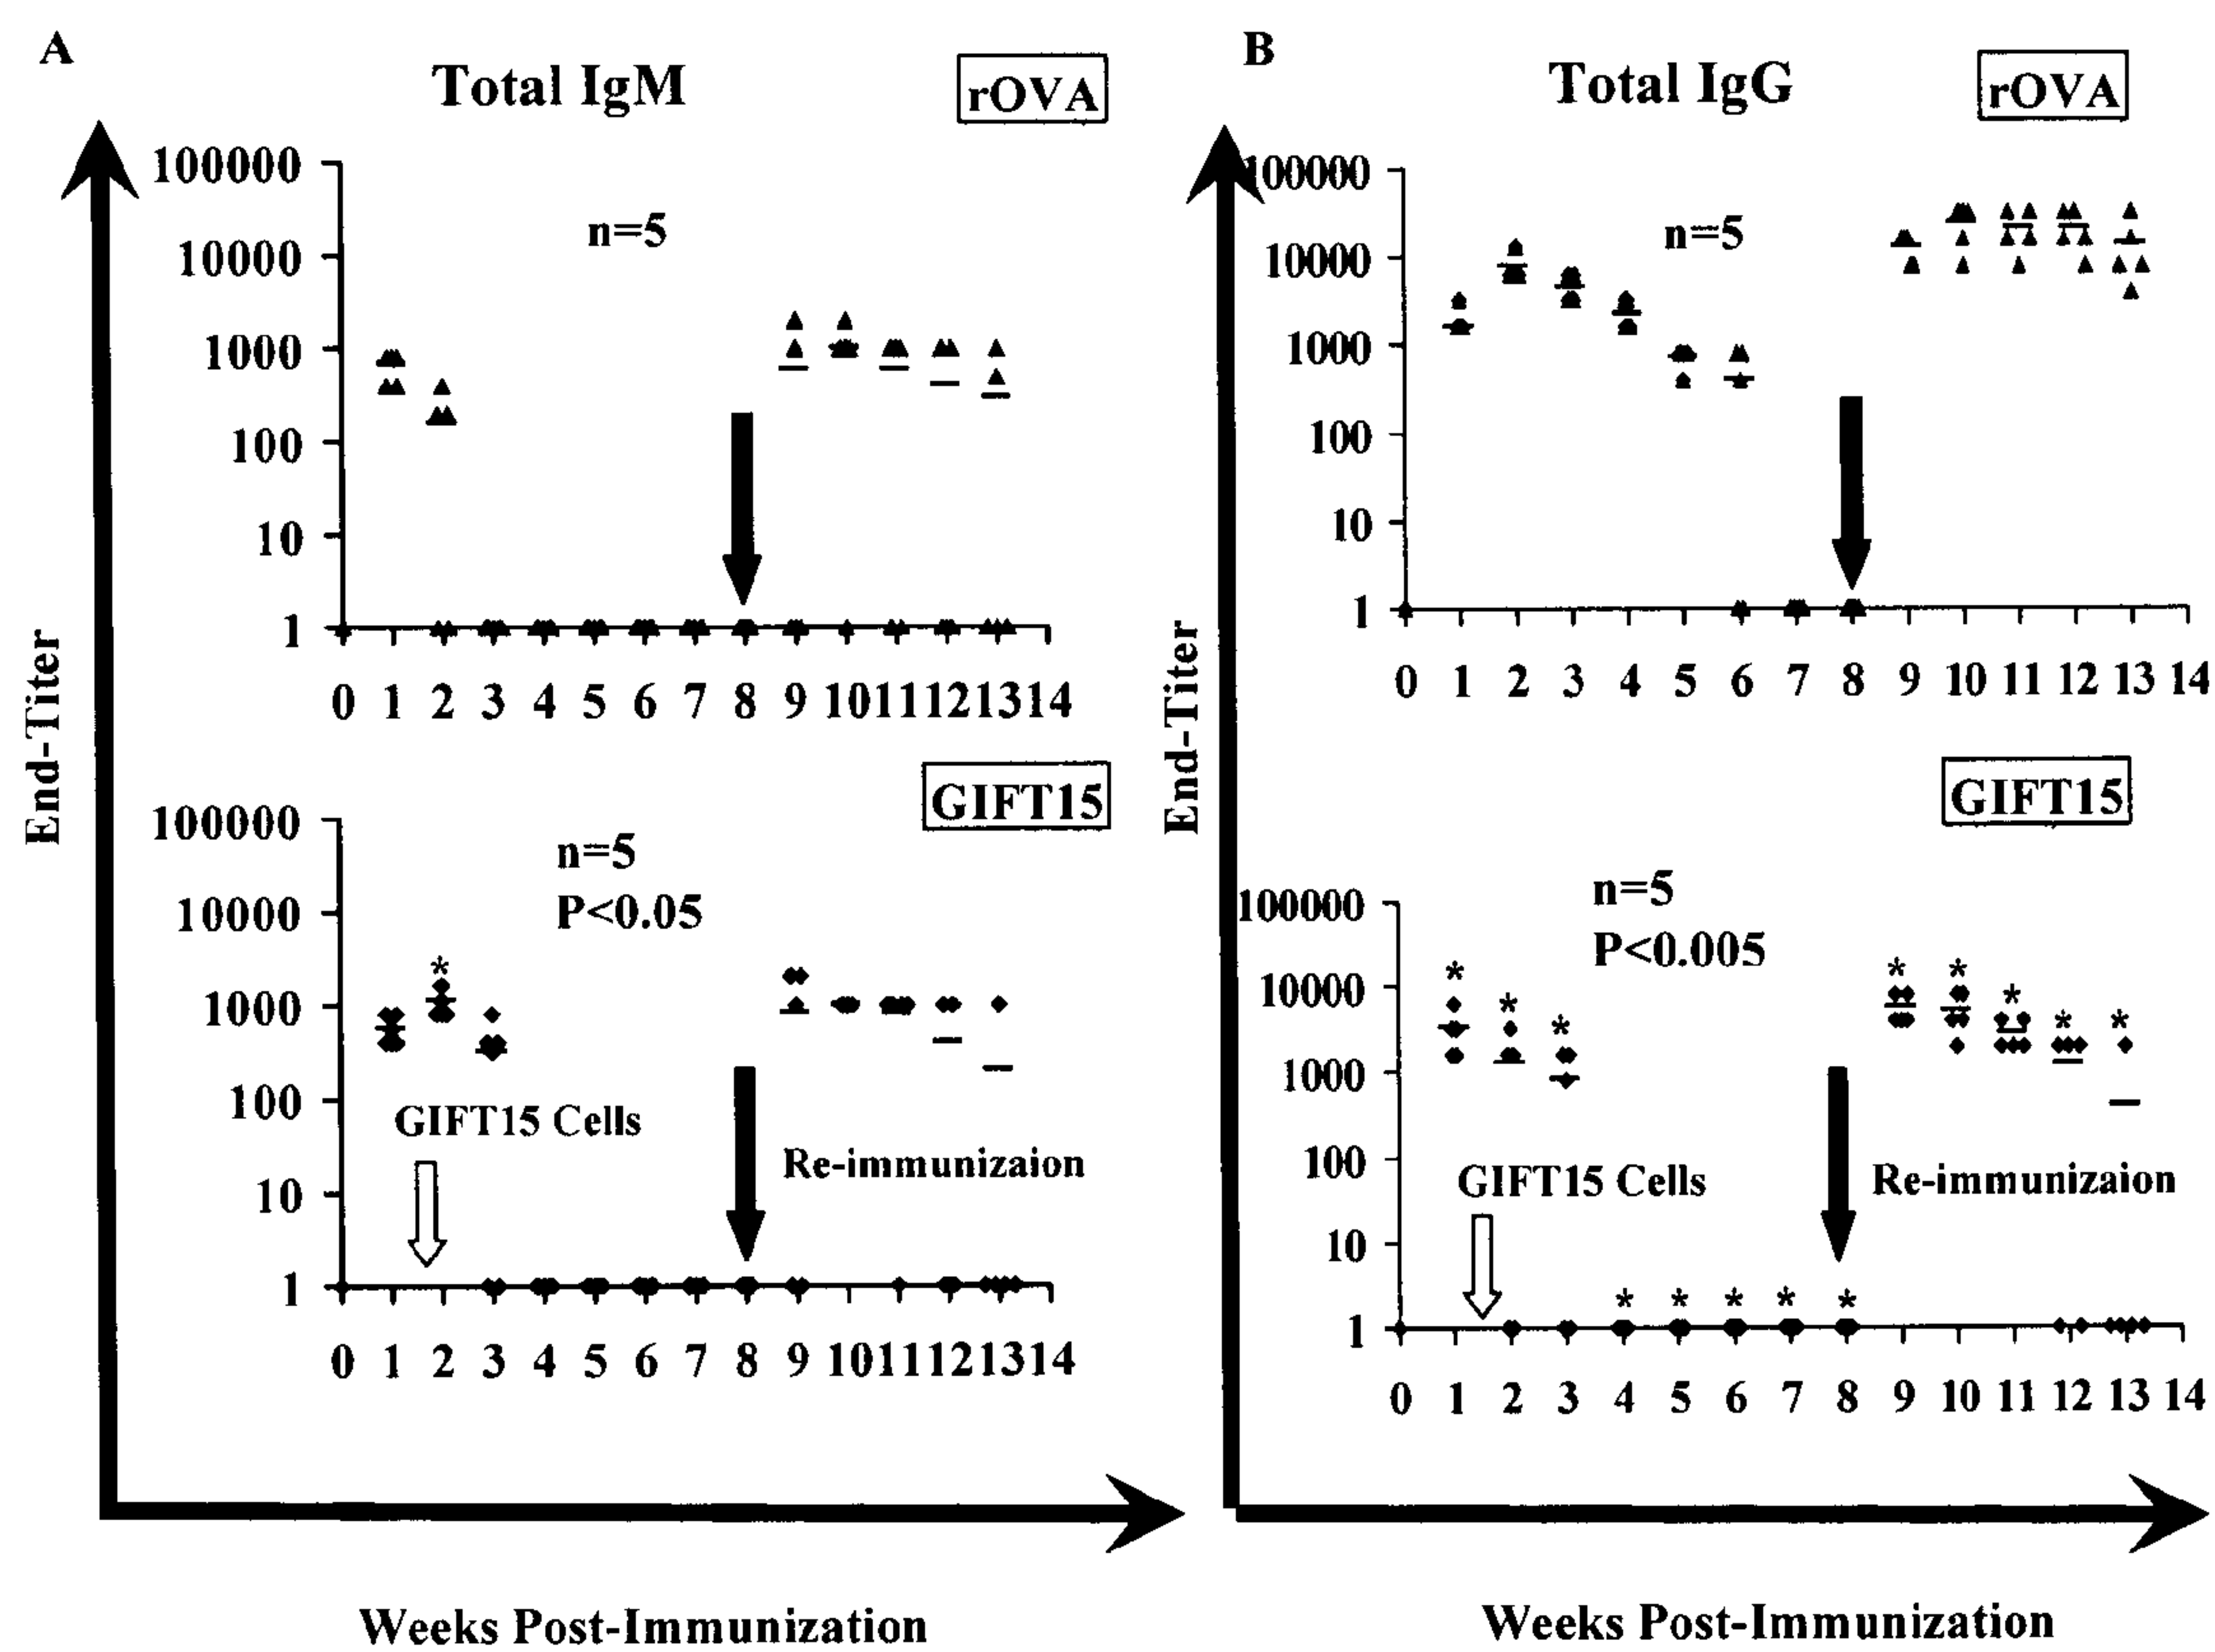 A
Total IgM
rOVA
100000
10000
1000
100
10
1
n=5
0 1 2 3 4 5 6 7 8 9 10 11 12 13 14
End-Titer
GIFT15
100000
10000
1000
100
10
1
n=5
P<0.05
*
GIFT15 Cells
Re-immunizaion
0 1 2 3 4 5 6 7 8 9 10 11 12 13 14
Weeks Post-Immunization
B
Total IgG
rOVA
100000
10000
1000
100
10
1
n=5
0 1 2 3 4 5 6 7 8 9 10 11 12 13 14
End-Titer
GIFT15
100000
10000
1000
100
10
1
n=5
P<0.005
* * * * * * * *
GIFT15 Cells
Re-immunizaion
* * * * *
0 1 2 3 4 5 6 7 8 9 10 11 12 13 14
Weeks Post-Immunization